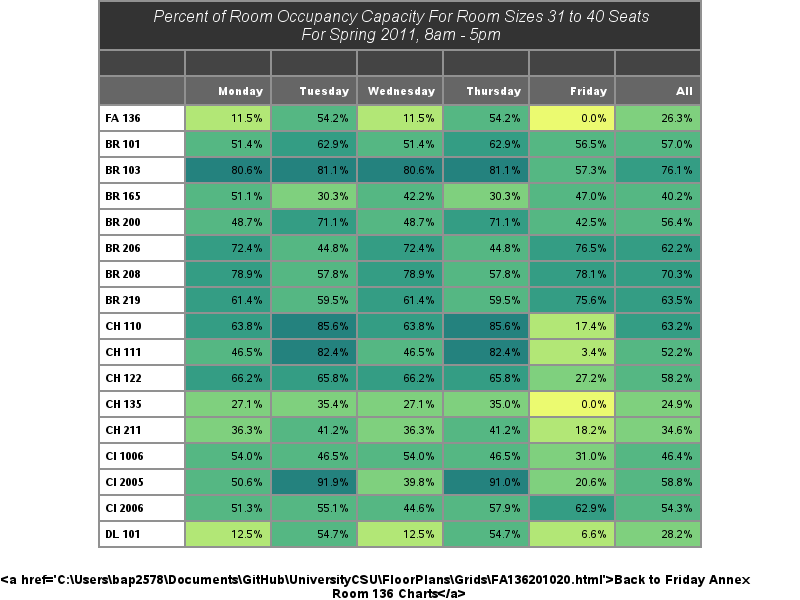 Percent of Room Occupancy Capacity For Room Sizes 31 to 40 Seats
For Spring 2011, 8am - 5pm
Monday Tuesday Wednesday Thursday Friday All
FA 136 11.5% 54.2% 11.5% 54.2% 0.0% 26.3%
BR 101 51.4% 62.9% 51.4% 62.9% 56.5% 57.0%
BR 103 80.6% 81.1% 80.6% 81.1% 57.3% 76.1%
BR 165 51.1% 30.3% 42.2% 30.3% 47.0% 40.2%
BR 200 48.7% 71.1% 48.7% 71.1% 42.5% 56.4%
BR 206 72.4% 44.8% 72.4% 44.8% 76.5% 62.2%
BR 208 78.9% 57.8% 78.9% 57.8% 78.1% 70.3%
BR 219 61.4% 59.5% 61.4% 59.5% 75.6% 63.5%
CH 110 63.8% 85.6% 63.8% 85.6% 17.4% 63.2%
CH 111 46.5% 82.4% 46.5% 82.4% 3.4% 52.2%
CH 122 66.2% 65.8% 66.2% 65.8% 27.2% 58.2%
CH 135 27.1% 35.4% 27.1% 35.0% 0.0% 24.9%
CH 211 36.3% 41.2% 36.3% 41.2% 18.2% 34.6%
CI 1006 54.0% 46.5% 54.0% 46.5% 31.0% 46.4%
CI 2005 50.6% 91.9% 39.8% 91.0% 20.6% 58.8%
CI 2006 51.3% 55.1% 44.6% 57.9% 62.9% 54.3%
DL 101 12.5% 54.7% 12.5% 54.7% 6.6% 28.2%
<a href='C:\Users\bap2578\Documents\GitHub\UniversityCSU\FloorPlans\Grids\FA136201020.html'>Back to Friday Annex
Room 136 Charts</a>